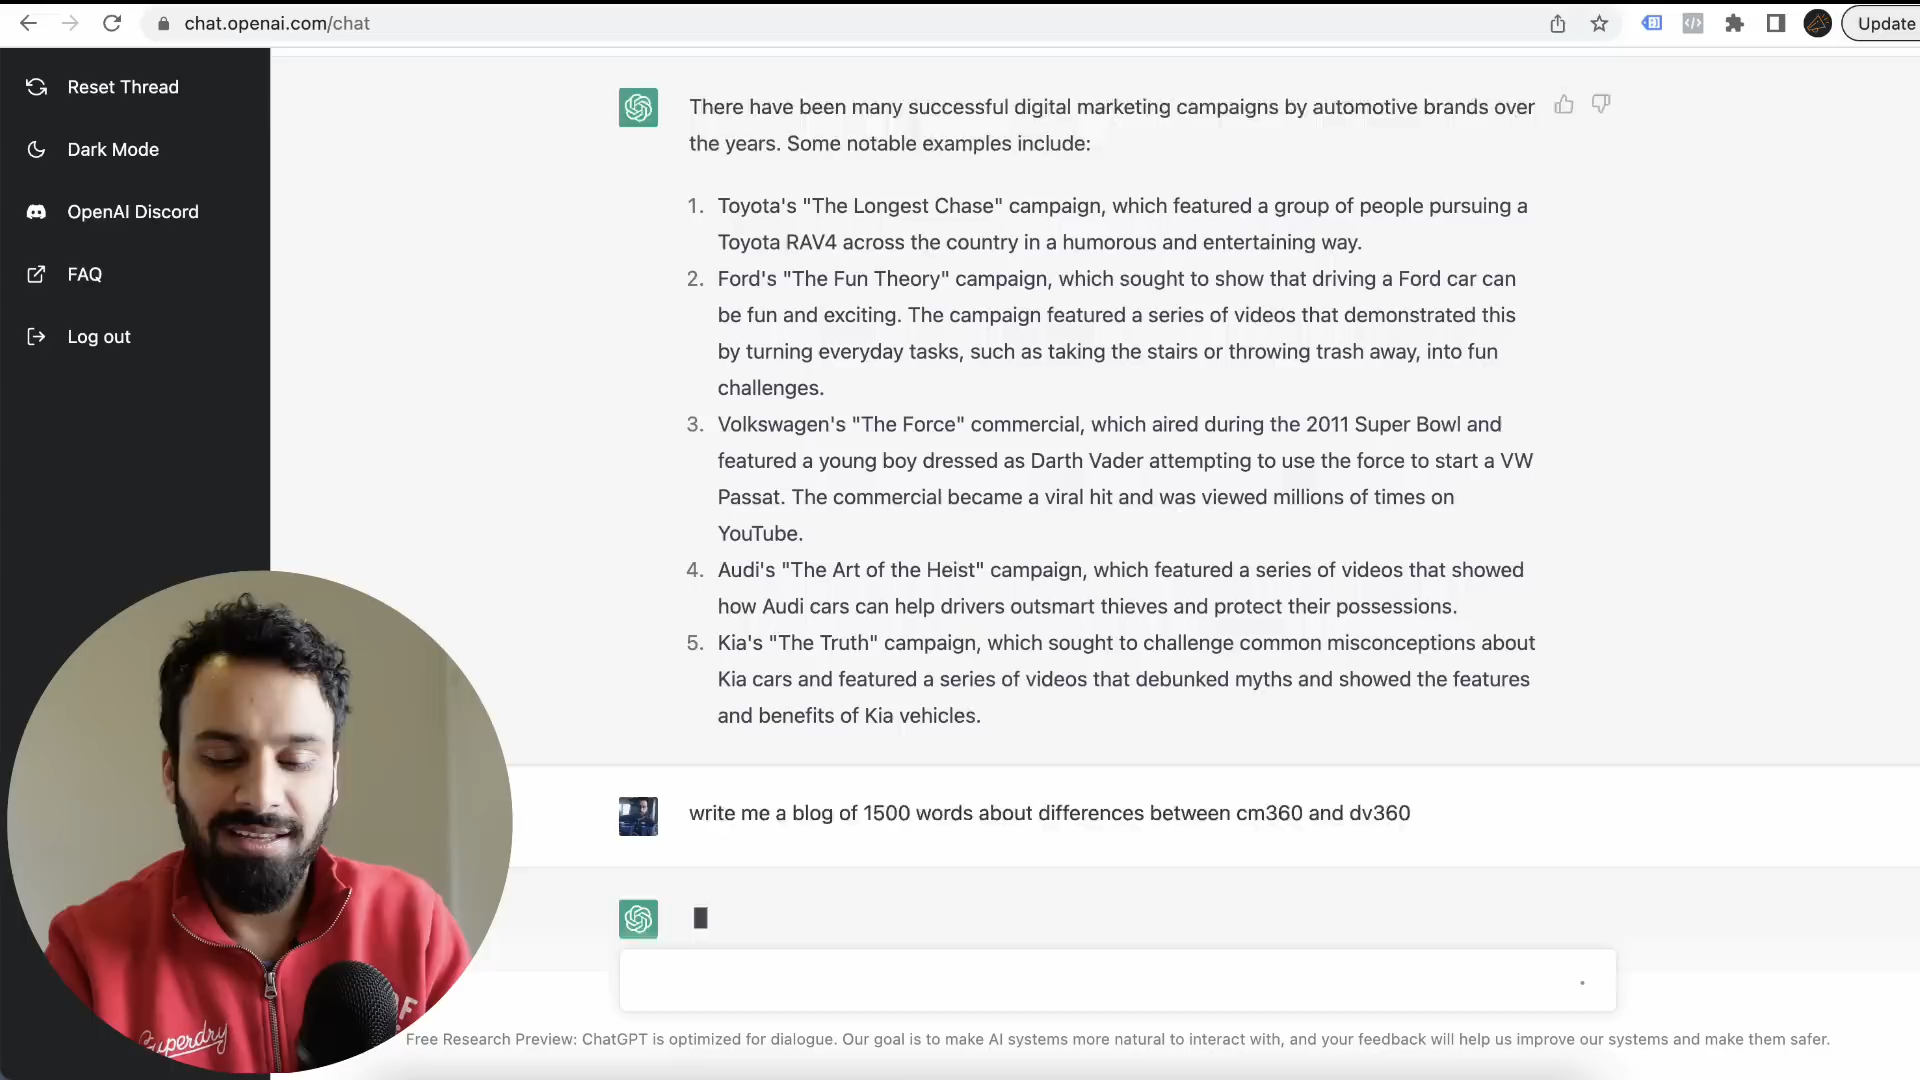 chat.openai.com/chat
Update
Reset Thread
Dark Mode
OpenAI Discord
FAQ
Log out
There have been many successful digital marketing campaigns by automotive brands over
the years. Some notable examples include:
1. Toyota's "The Longest Chase" campaign, which featured a group of people pursuing a
Toyota RAV4 across the country in a humorous and entertaining way.
2. Ford's "The Fun Theory" campaign, which sought to show that driving a Ford car can
be fun and exciting. The campaign featured a series of videos that demonstrated this
by turning everyday tasks, such as taking the stairs or throwing trash away, into fun
challenges.
3. Volkswagen's "The Force" commercial, which aired during the 2011 Super Bowl and
featured a young boy dressed as Darth Vader attempting to use the force to start a VW
Passat. The commercial became a viral hit and was viewed millions of times on
YouTube.
4. Audi's "The Art of the Heist" campaign, which featured a series of videos that showed
how Audi cars can help drivers outsmart thieves and protect their possessions.
5. Kia's "The Truth" campaign, which sought to challenge common misconceptions about
Kia cars and featured a series of videos that debunked myths and showed the features
and benefits of Kia vehicles.
write me a blog of 1500 words about differences between cm360 and dv360
Superdry
Free Research Preview: ChatGPT is optimized for dialogue. Our goal is to make AI systems more natural to interact with, and your feedback will help us improve our systems and make them safer.